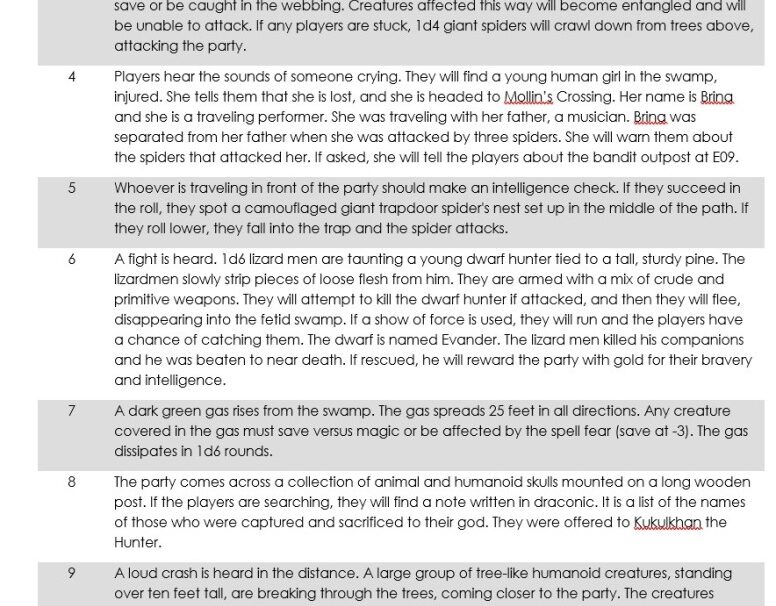 save or be caught in the webbing. Creatures affected this way will become entangled and will
be unable to attack. If any players are stuck, 1d4 giant spiders will crawl down from trees above,
attacking the party.
4 Players hear the sounds of someone crying. They will find a young human girl in the swamp,
injured. She tells them that she is lost, and she is headed to Mollin's Crossing. Her name is Brina
and she is a traveling performer. She was traveling with her father, a musician. Brina was
separated from her father when she was attacked by three spiders. She will warn them about
the spiders that attacked her. If asked, she will tell the players about the bandit outpost at E09.
5 Whoever is traveling in front of the party should make an intelligence check. If they succeed in
the roll, they spot a camouflaged giant trapdoor spider's nest set up in the middle of the path. If
they roll lower, they fall into the trap and the spider attacks.
6 A fight is heard. 1d6 lizard men are taunting a young dwarf hunter tied to a tall, sturdy pine. The
lizardmen slowly strip pieces of loose flesh from him. They are armed with a mix of crude and
primitive weapons. They will attempt to kill the dwarf hunter if attacked, and then they will flee,
disappearing into the fetid swamp. If a show of force is used, they will run and the players have
a chance of catching them. The dwarf is named Evander. The lizard men killed his companions
and he was beaten to near death. If rescued, he will reward the party with gold for their bravery
and intelligence.
7 A dark green gas rises from the swamp. The gas spreads 25 feet in all directions. Any creature
covered in the gas must save versus magic or be affected by the spell fear (save at -3). The gas
dissipates in 1d6 rounds.
8 The party comes across a collection of animal and humanoid skulls mounted on a long wooden
post. If the players are searching, they will find a note written in draconic. It is a list of the names
of those who were captured and sacrificed to their god. They were offered to Kukulkhan the
Hunter.
9 A loud crash is heard in the distance. A large group of tree-like humanoid creatures, standing
over ten feet tall, are breaking through the trees, coming closer to the party. The creatures